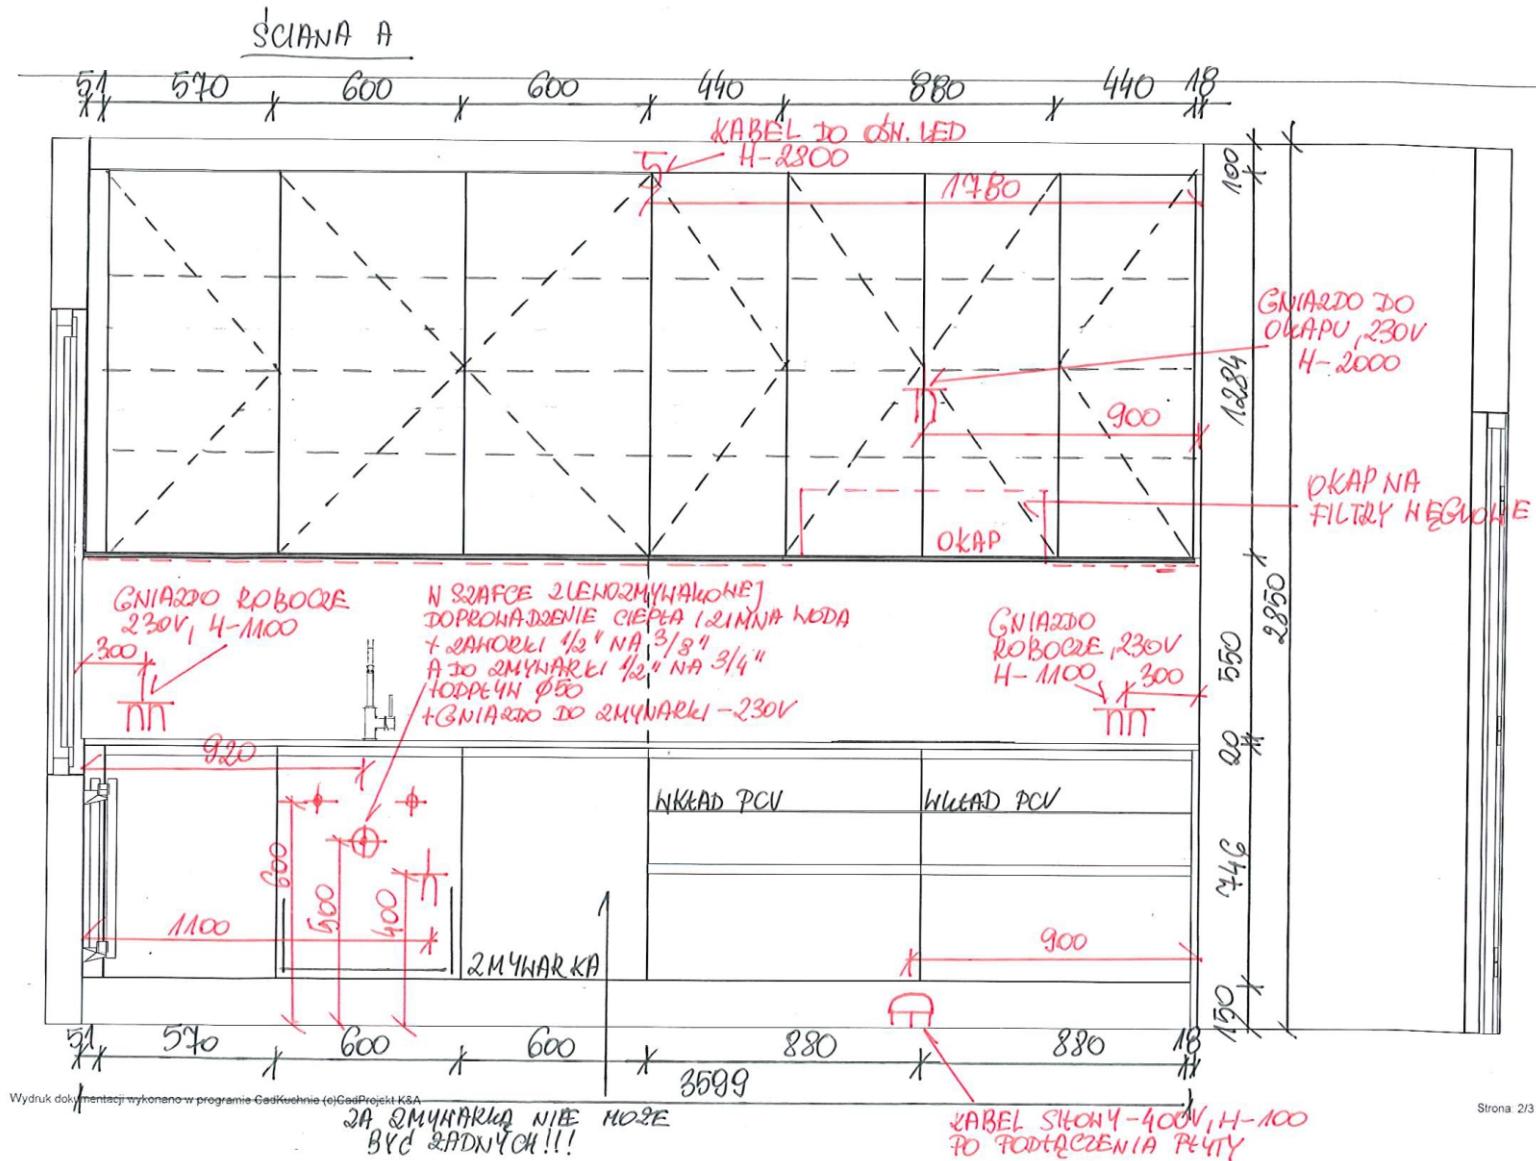 ŚCIANA A
51 570 600 600 440 880 440 18
KABEL DO OŚW. LED
H-2800
1780
100
GNIAZDO DO
OKAPU, 230V
H-2000
1284
900
OKAP NA
FILTRY WĘGLOWE
OKAP
2850
GNIAZDO ROBOCZE
230V, H-1100
300
W SZAFCE ZLEWOZMYWAKOWEJ
DOPROWADZENIE CIEPŁA I ZIMNA WODA
+ ZAWORKI 1/2" NA 3/8"
A DO ZMYWARKI 1/2" NA 3/4"
+ODPŁYW Ø50
+GNIAZDO DO ZMYWARKI -230V
GNIAZDO
ROBOCZE, 230V
H-1100
300
550
20
920
WKŁAD PCV
WKŁAD PCV
600
500
400
746
1100
900
ZMYWARKA
150
51 570 600 600 880 880 18
3599
Wydruk dokumentacji wykonano w programie CadKuchnie (c)CadProjekt K&A
ZA ZMYWARKĄ NIE MOŻE
BYĆ ŻADNYCH!!!
KABEL SIŁOWY-400V, H-100
PO PODŁĄCZENIA PŁYTY
Strona: 2/3